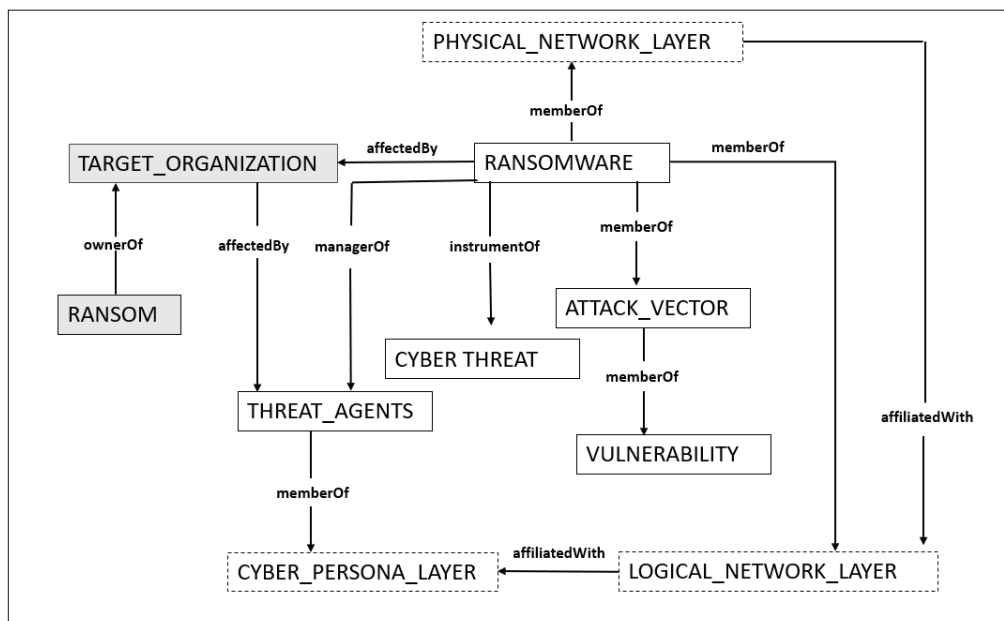 PHYSICAL_NETWORK_LAYER
memberOf
memberOf
affectedBy
TARGET_ORGANIZATION
RANSOMWARE
memberOf
ownerOf
affectedBy
managerOf
instrumentOf
RANSOM
ATTACK_VECTOR
CYBER THREAT
memberOf
THREAT_AGENTS
affiliatedWith
VULNERABILITY
memberOf
affiliatedWith
CYBER_PERSONA_LAYER
LOGICAL_NETWORK_LAYER